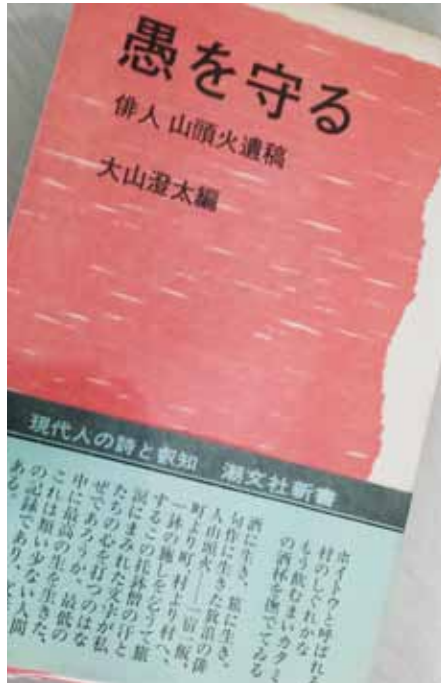 愚を守る
俳人 山頭火遺稿
大山澄太編
現代人の詩と叡知 潮文社新書
ホイトウと呼ばれる
村のしぐれかな
もう飲むまいカタミ
の酒杯を撫でてみる
酒に生き、旅に生き。
句作に生きた放浪の俳
人山頭火――一宿一飯、
町より町、村より村へ、
一鉢の施しを乞うて旅
するこの托鉢僧の汗と
涙にまみれた文字が私
たちの心を打つのはな
ぜであろうか、最低の
中に最高の生を生きた、
これは類い少ない人間
の記録であり、
ある。